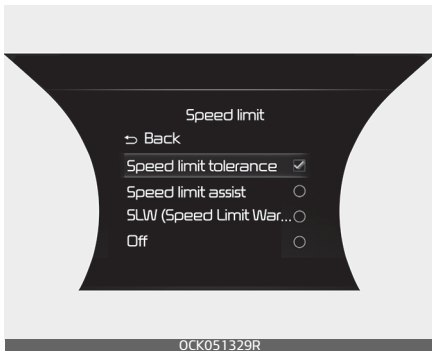 Speed limit
Back
Speed limit tolerance
Speed limit assist
SLW (Speed Limit War...
Off
OCK051329R